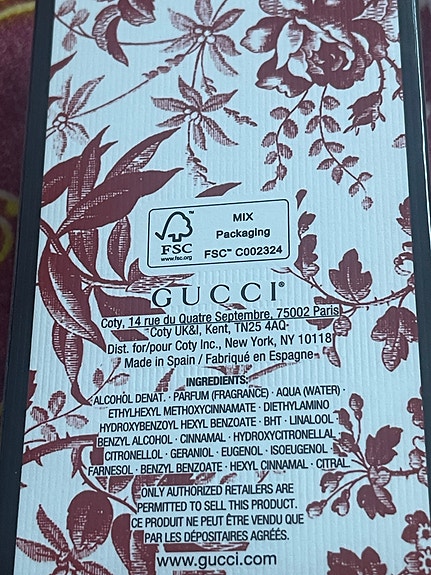 FSC
www.fsc.org
MIX
Packaging
FSC™ C002324
GUCCI®
Coty, 14 rue du Quatre Septembre, 75002 Paris
Coty UK&I, Kent, TN25 4AQ
Dist. for/pour Coty Inc., New York, NY 10118
Made in Spain / Fabriqué en Espagne
INGREDIENTS:
ALCOHOL DENAT. · PARFUM (FRAGRANCE) · AQUA (WATER) ·
ETHYLHEXYL METHOXYCINNAMATE · DIETHYLAMINO
HYDROXYBENZOYL HEXYL BENZOATE · BHT · LINALOOL ·
BENZYL ALCOHOL · CINNAMAL · HYDROXYCITRONELLAL ·
CITRONELLOL · GERANIOL · EUGENOL · ISOEUGENOL ·
FARNESOL · BENZYL BENZOATE · HEXYL CINNAMAL · CITRAL.
ONLY AUTHORIZED RETAILERS ARE
PERMITTED TO SELL THIS PRODUCT.
CE PRODUIT NE PEUT ÊTRE VENDU QUE
PAR LES DÉPOSITAIRES AGRÉÉS.
www.gucci.com